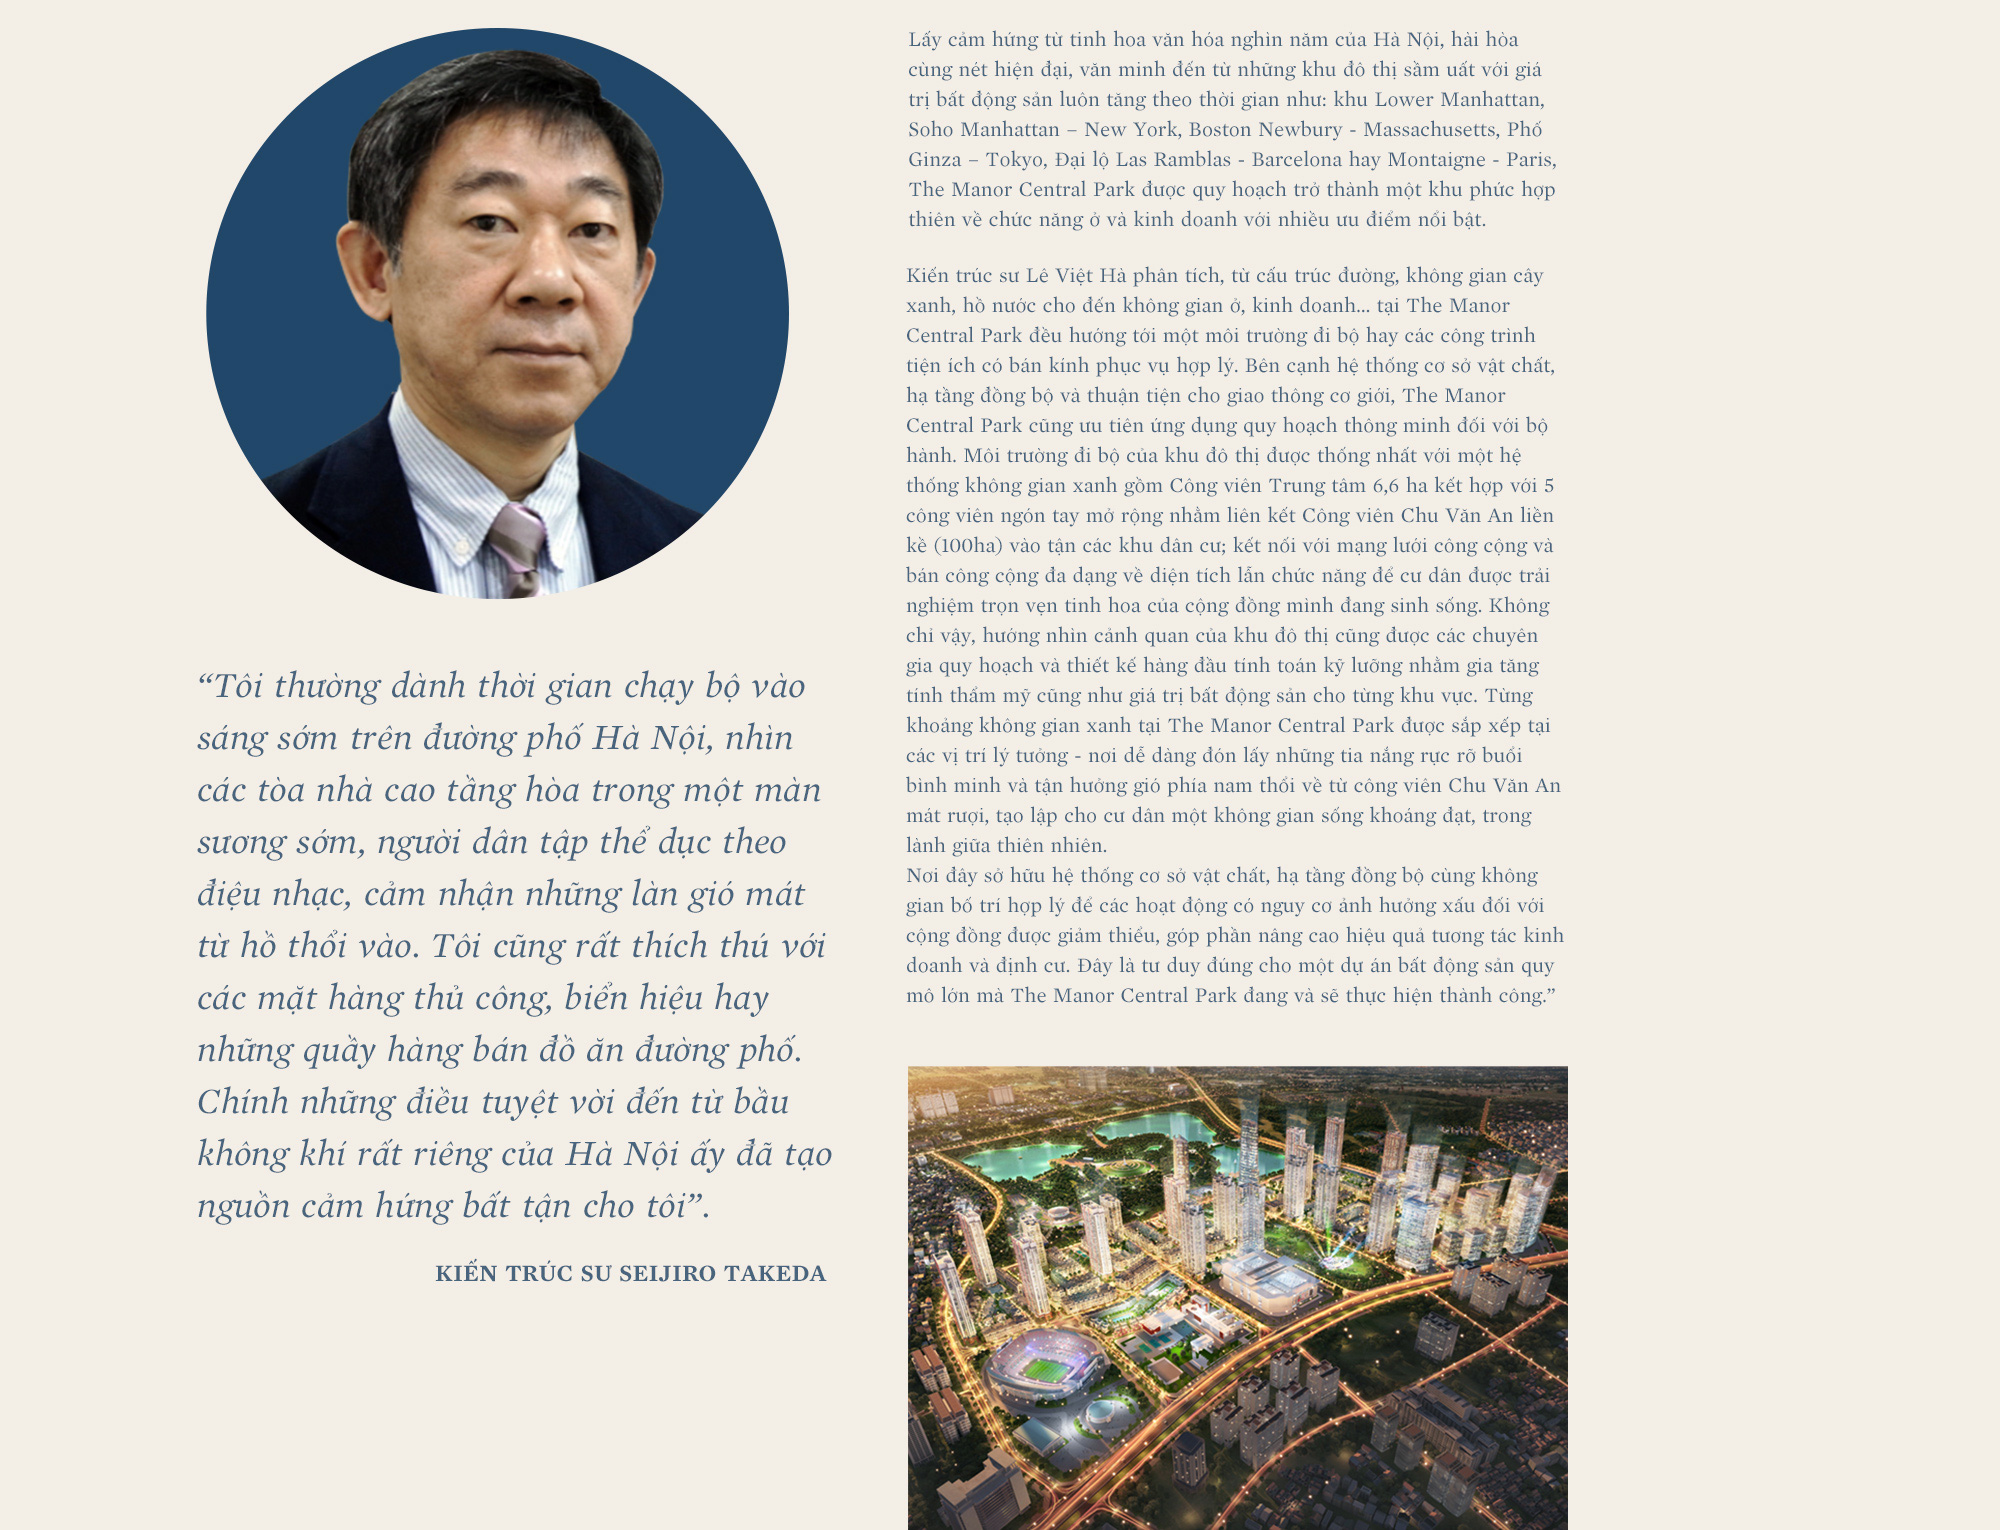 “Tôi thường dành thời gian chạy bộ vào
sáng sớm trên đường phố Hà Nội, nhìn
các tòa nhà cao tầng hòa trong một màn
sương sớm, người dân tập thể dục theo
điệu nhạc, cảm nhận những làn gió mát
từ hồ thổi vào. Tôi cũng rất thích thú với
các mặt hàng thủ công, biển hiệu hay
những quầy hàng bán đồ ăn đường phố.
Chính những điều tuyệt vời đến từ bầu
không khí rất riêng của Hà Nội ấy đã tạo
nguồn cảm hứng bất tận cho tôi”.
KIẾN TRÚC SƯ SEIJIRO TAKEDA
Lấy cảm hứng từ tinh hoa văn hóa nghìn năm của Hà Nội, hài hòa
cùng nét hiện đại, văn minh đến từ những khu đô thị sầm uất với giá
trị bất động sản luôn tăng theo thời gian như: khu Lower Manhattan,
Soho Manhattan – New York, Boston Newbury - Massachusetts, Phố
Ginza – Tokyo, Đại lộ Las Ramblas - Barcelona hay Montaigne - Paris,
The Manor Central Park được quy hoạch trở thành một khu phức hợp
thiên về chức năng ở và kinh doanh với nhiều ưu điểm nổi bật.
Kiến trúc sư Lê Việt Hà phân tích, từ cấu trúc đường, không gian cây
xanh, hồ nước cho đến không gian ở, kinh doanh... tại The Manor
Central Park đều hướng tới một môi trường đi bộ hay các công trình
tiện ích có bán kính phục vụ hợp lý. Bên cạnh hệ thống cơ sở vật chất,
hạ tầng đồng bộ và thuận tiện cho giao thông cơ giới, The Manor
Central Park cũng ưu tiên ứng dụng quy hoạch thông minh đối với bộ
hành. Môi trường đi bộ của khu đô thị được thống nhất với một hệ
thống không gian xanh gồm Công viên Trung tâm 6,6 ha kết hợp với 5
công viên ngón tay mở rộng nhằm liên kết Công viên Chu Văn An liền
kề (100ha) vào tận các khu dân cư; kết nối với mạng lưới công cộng và
bán công cộng đa dạng về diện tích lẫn chức năng để cư dân được trải
nghiệm trọn vẹn tinh hoa của cộng đồng mình đang sinh sống. Không
chỉ vậy, hướng nhìn cảnh quan của khu đô thị cũng được các chuyên
gia quy hoạch và thiết kế hàng đầu tính toán kỹ lưỡng nhằm gia tăng
tính thẩm mỹ cũng như giá trị bất động sản cho từng khu vực. Từng
khoảng không gian xanh tại The Manor Central Park được sắp xếp tại
các vị trí lý tưởng - nơi dễ dàng đón lấy những tia nắng rực rỡ buổi
bình minh và tận hưởng gió phía nam thổi về từ công viên Chu Văn An
mát rượi, tạo lập cho cư dân một không gian sống khoáng đạt, trong
lành giữa thiên nhiên.
Nơi đây sở hữu hệ thống cơ sở vật chất, hạ tầng đồng bộ cùng không
gian bố trí hợp lý để các hoạt động có nguy cơ ảnh hưởng xấu đối với
cộng đồng được giảm thiểu, góp phần nâng cao hiệu quả tương tác kinh
doanh và định cư. Đây là tư duy đúng cho một dự án bất động sản quy
mô lớn mà The Manor Central Park đang và sẽ thực hiện thành công.”